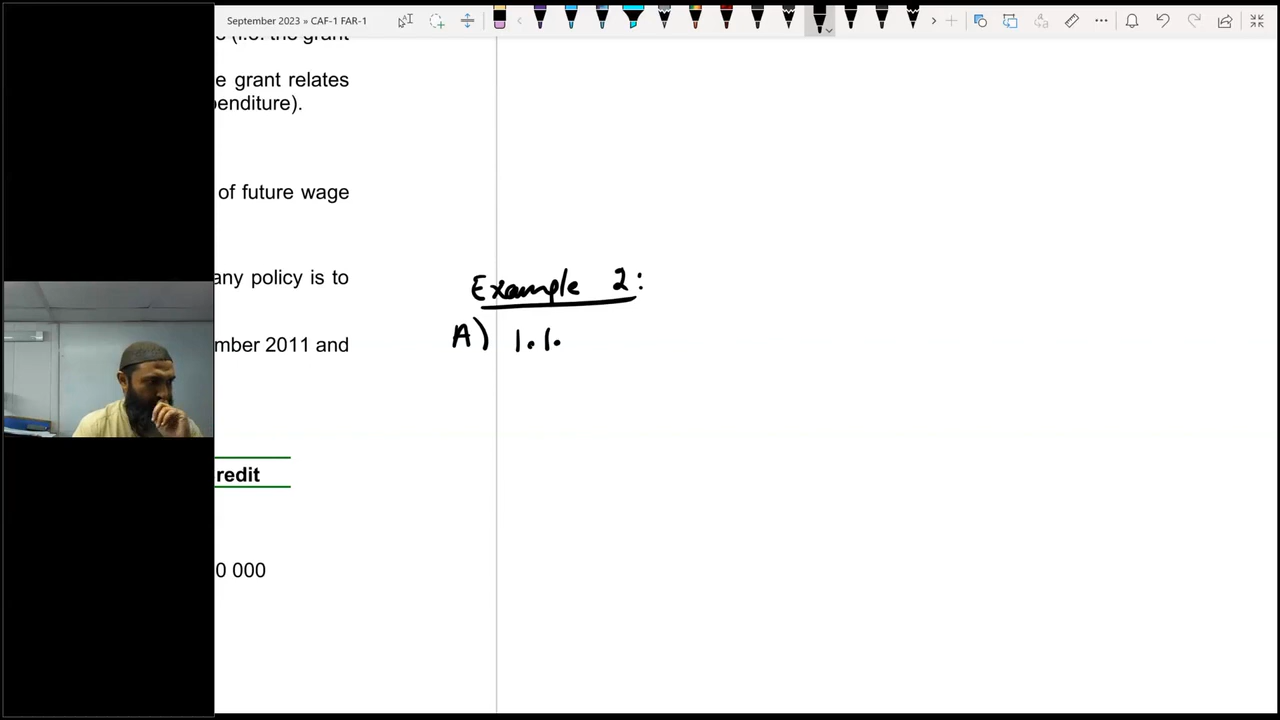 September 2023 » CAF-1 FAR-1
e grant relates
penditure).
of future wage
any policy is to
mber 2011 and
redit
0 000
Example 2:
A) 1.1.